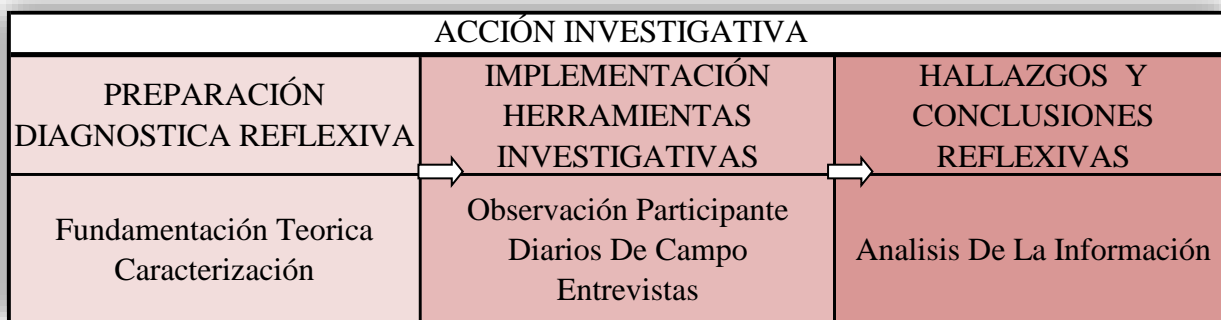 ACCIÓN INVESTIGATIVA
PREPARACIÓN
DIAGNOSTICA REFLEXIVA
IMPLEMENTACIÓN
HERRAMIENTAS
INVESTIGATIVAS
HALLAZGOS Y
CONCLUSIONES
REFLEXIVAS
Fundamentación Teorica
Caracterización
Observación Participante
Diarios De Campo
Entrevistas
Analisis De La Información